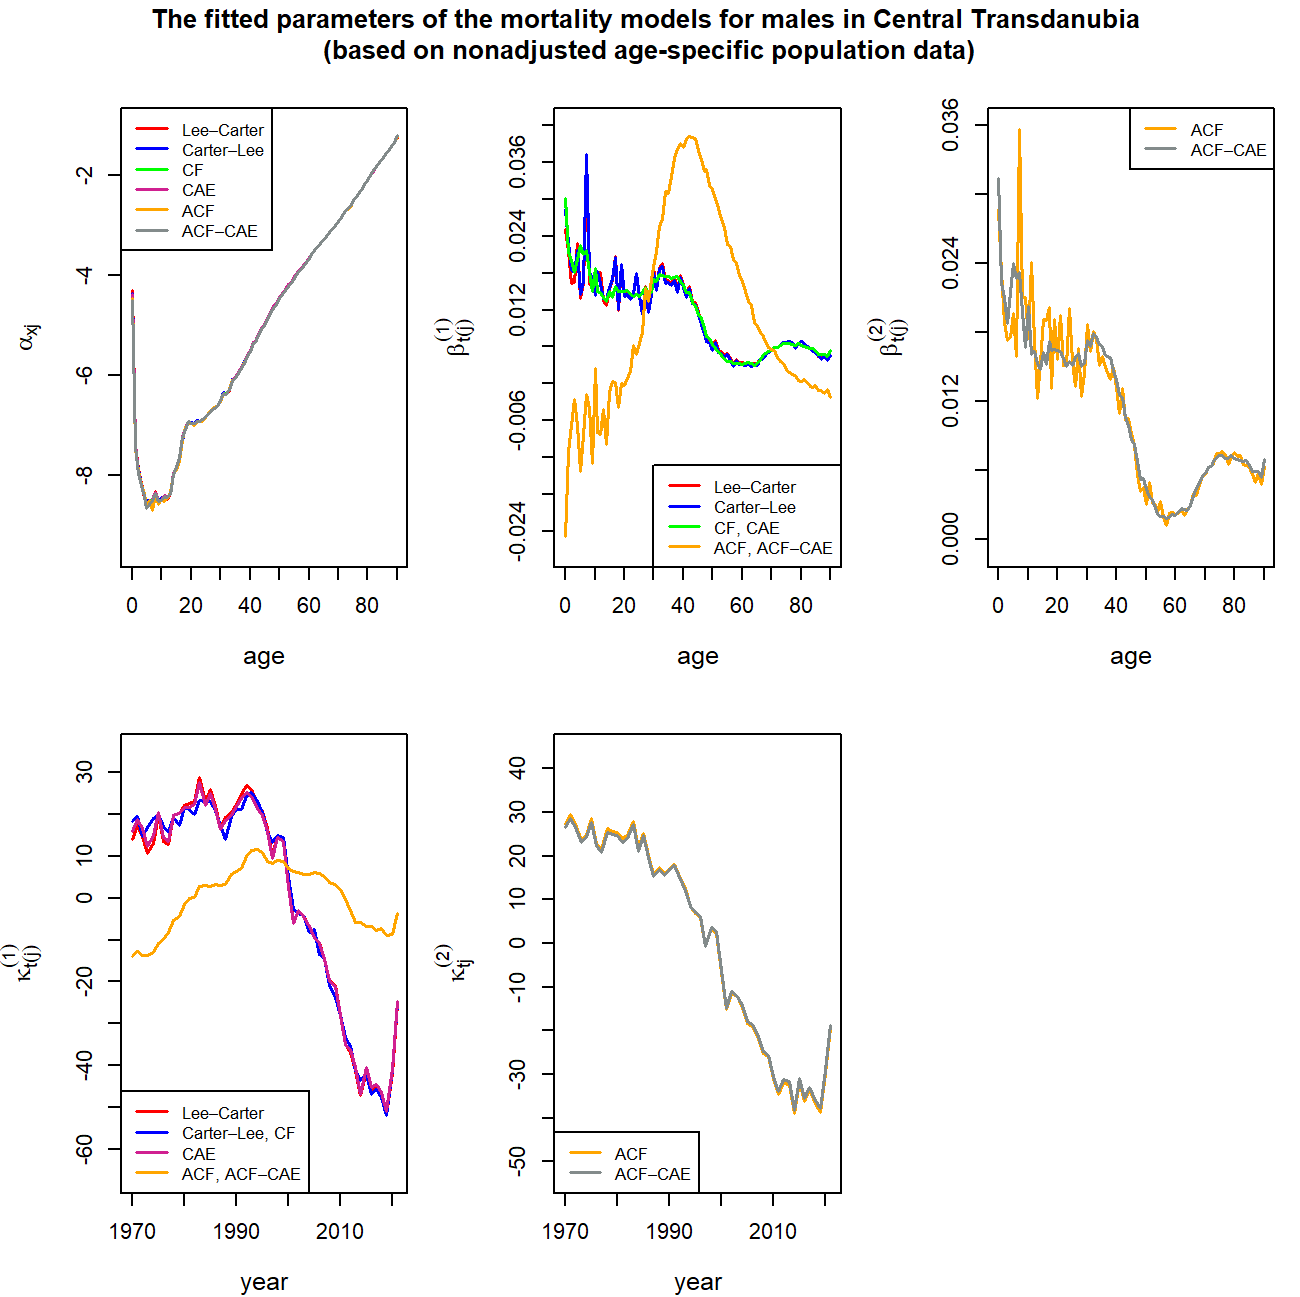 The fitted parameters of the mortality models for males in Central Transdanubia
(based on nonadjusted age-specific population data)
αxj
-2
-4
-6
-8
Lee–Carter
Carter–Lee
CF
CAE
ACF
ACF–CAE
0 20 40 60 80
age
β(1)t(j)
0.036
0.024
0.012
-0.006
-0.024
Lee–Carter
Carter–Lee
CF, CAE
ACF, ACF–CAE
0 20 40 60 80
age
β(2)t(j)
0.036
0.024
0.012
0.000
ACF
ACF–CAE
0 20 40 60 80
age
κ(1)t(j)
30
10
0
-20
-40
-60
Lee–Carter
Carter–Lee, CF
CAE
ACF, ACF–CAE
1970 1990 2010
year
κ(2)tj
40
30
20
10
0
-10
-30
-50
ACF
ACF–CAE
1970 1990 2010
year